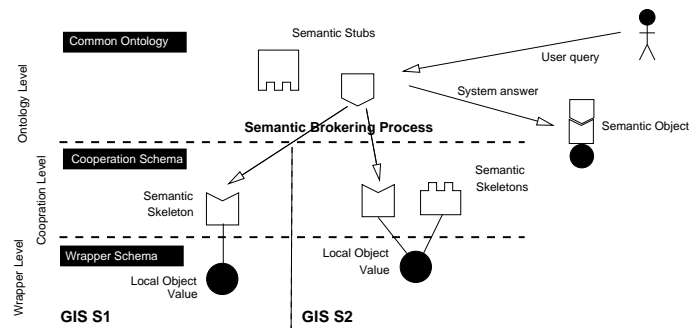 Common Ontology
Semantic Stubs
User query
System answer
Semantic Object
Semantic Brokering Process
Ontology Level
Cooperation Schema
Semantic
Skeleton
Semantic
Skeletons
Coopration Level
Wrapper Schema
Local Object
Value
Local Object
Value
Wrapper Level
GIS S1
GIS S2